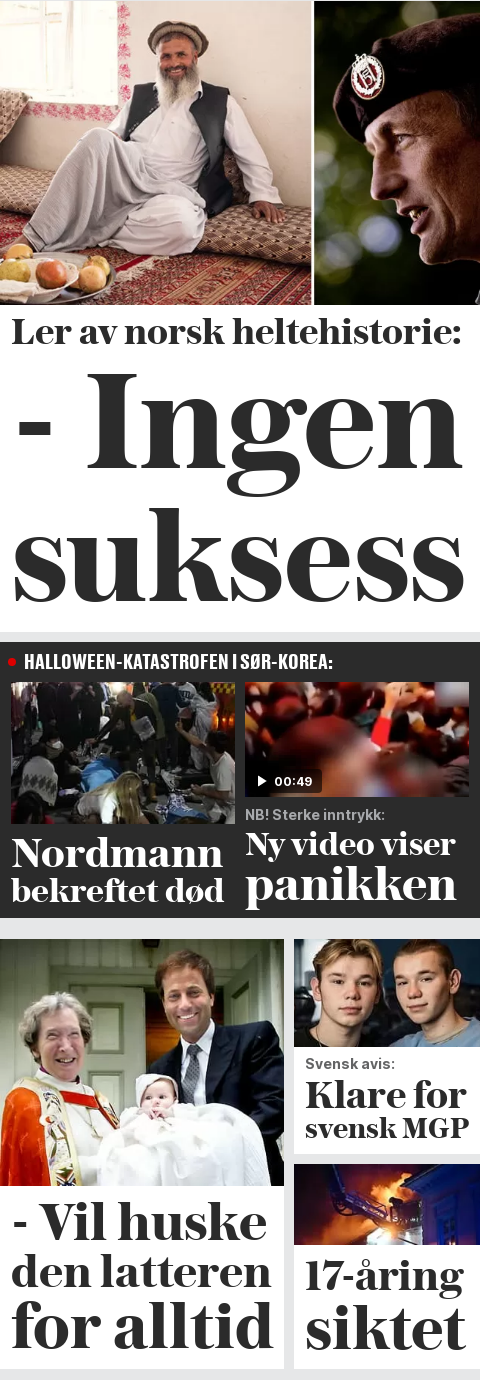 Ler av norsk heltehistorie:
- Ingen
suksess
HALLOWEEN-KATASTROFEN I SØR-KOREA:
00:49
Nordmann
bekreftet død
NB! Sterke inntrykk:
Ny video viser
panikken
- Vil huske
den latteren
for alltid
Svensk avis:
Klare for
svensk MGP
17-åring
siktet